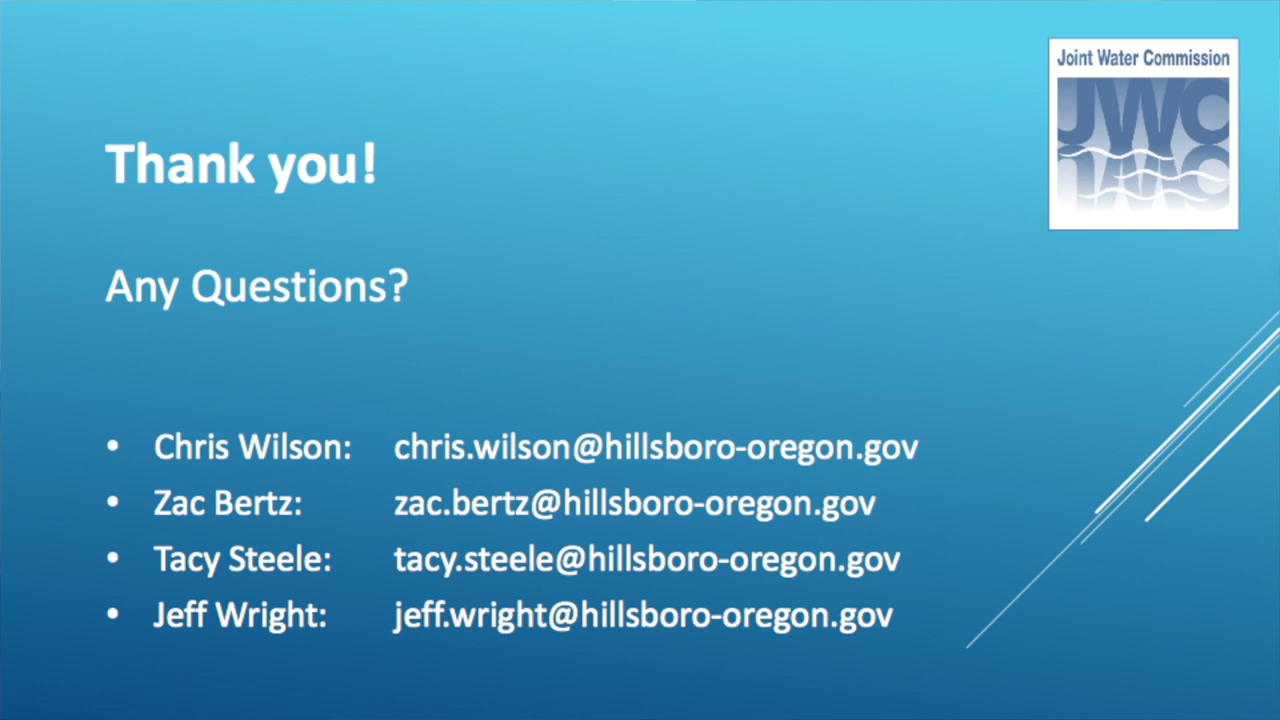 Joint Water Commission
JWC
Thank you!
Any Questions?
• Chris Wilson: chris.wilson@hillsboro-oregon.gov
• Zac Bertz: zac.bertz@hillsboro-oregon.gov
• Tacy Steele: tacy.steele@hillsboro-oregon.gov
• Jeff Wright: jeff.wright@hillsboro-oregon.gov